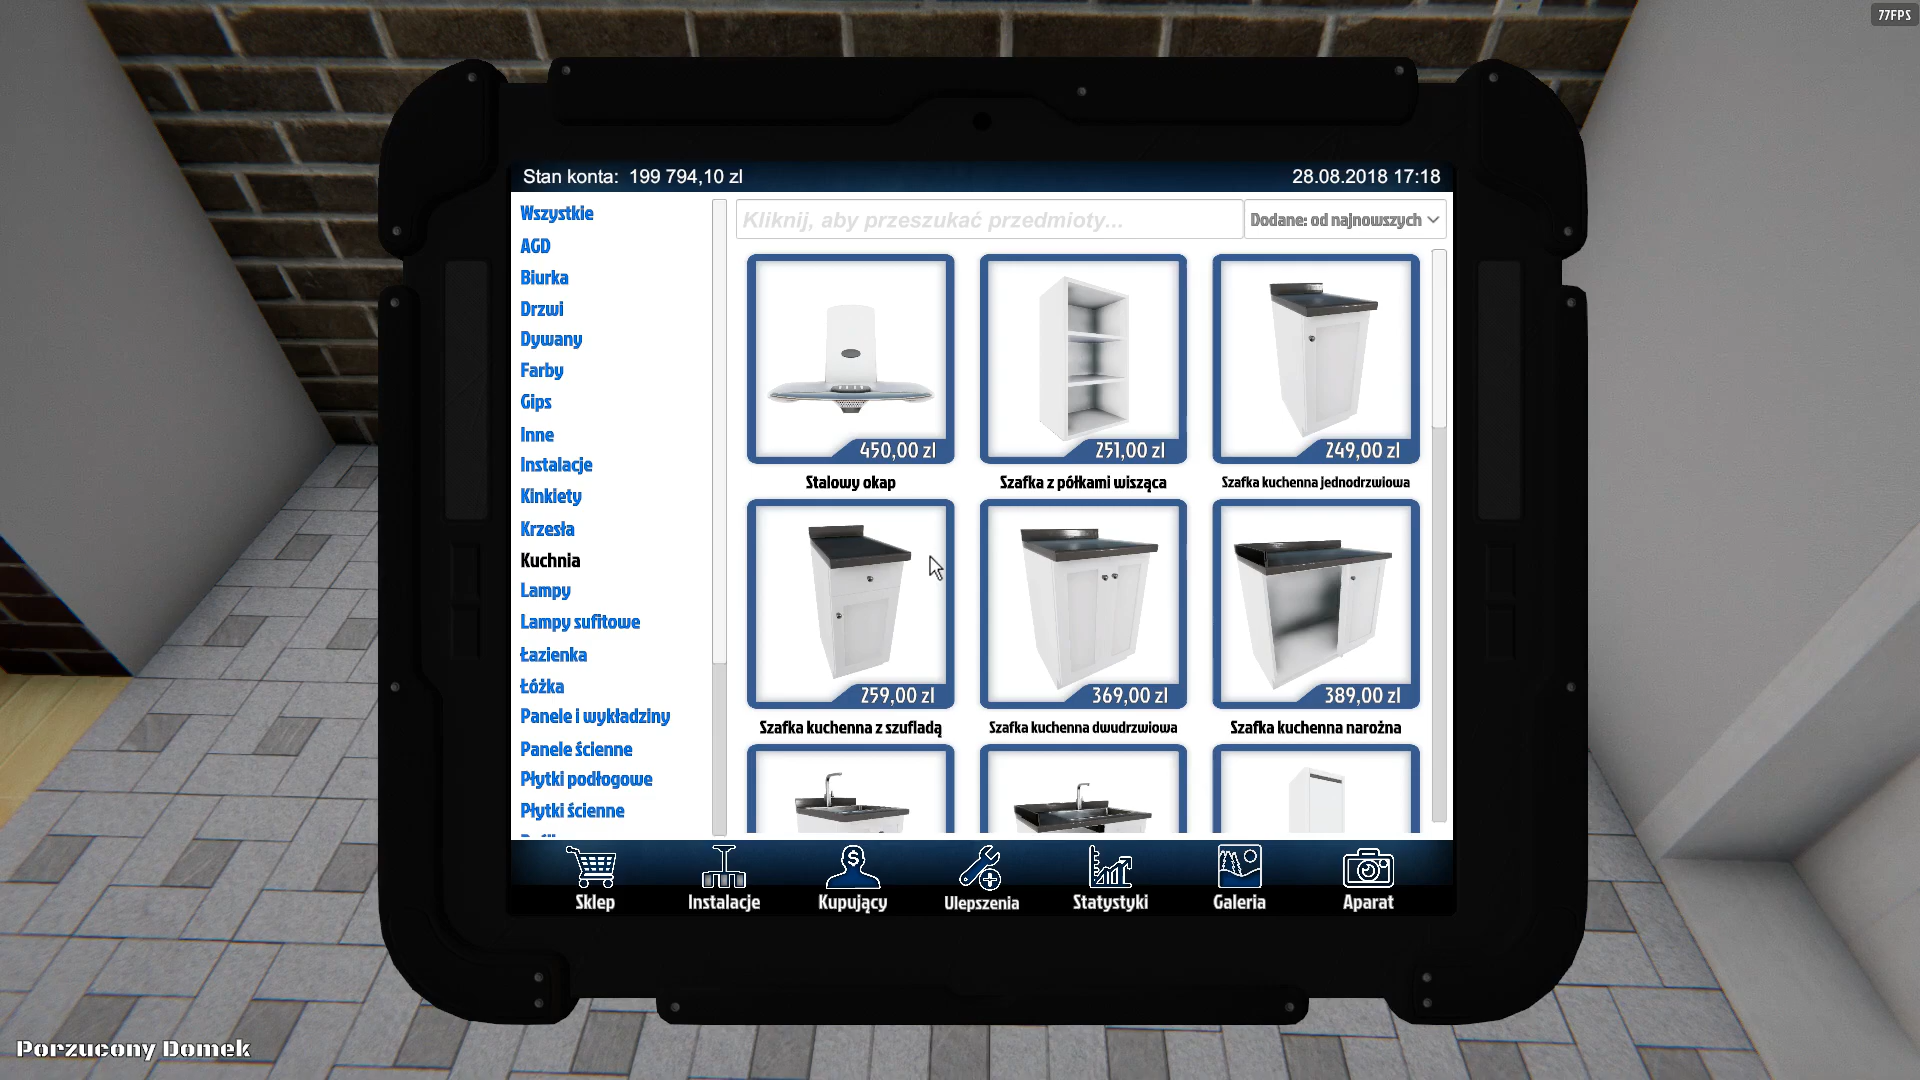 77FPS
Stan konta: 199 794,10 zl
28.08.2018 17:18
Wszystkie
AGD
Biurka
Drzwi
Dywany
Farby
Gips
Inne
Instalacje
Kinkiety
Krzesła
Kuchnia
Lampy
Lampy sufitowe
Łazienka
Łóżka
Panele i wykładziny
Panele ścienne
Płytki podłogowe
Płytki ścienne
Kliknij, aby przeszukać przedmioty...
Dodane: od najnowszych
450,00 zl
251,00 zl
249,00 zl
Stalowy okap
Szafka z półkami wisząca
Szafka kuchenna jednodrzwiowa
259,00 zl
369,00 zl
389,00 zl
Szafka kuchenna z szufladą
Szafka kuchenna dwudrzwiowa
Szafka kuchenna narożna
Sklep
Instalacje
Kupujący
Ulepszenia
Statystyki
Galeria
Aparat
Porzucony Domek